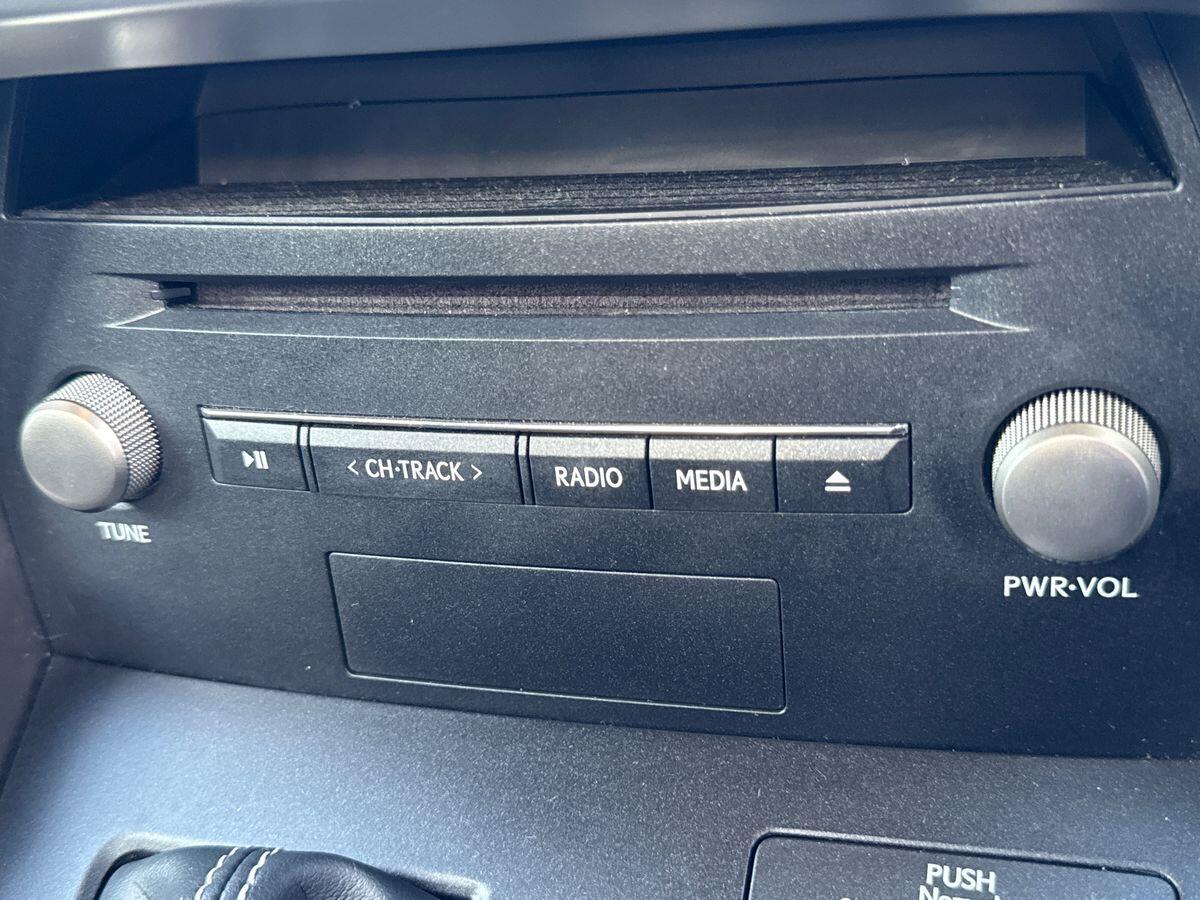 < CH·TRACK >
RADIO
MEDIA
TUNE
PWR·VOL
PUSH